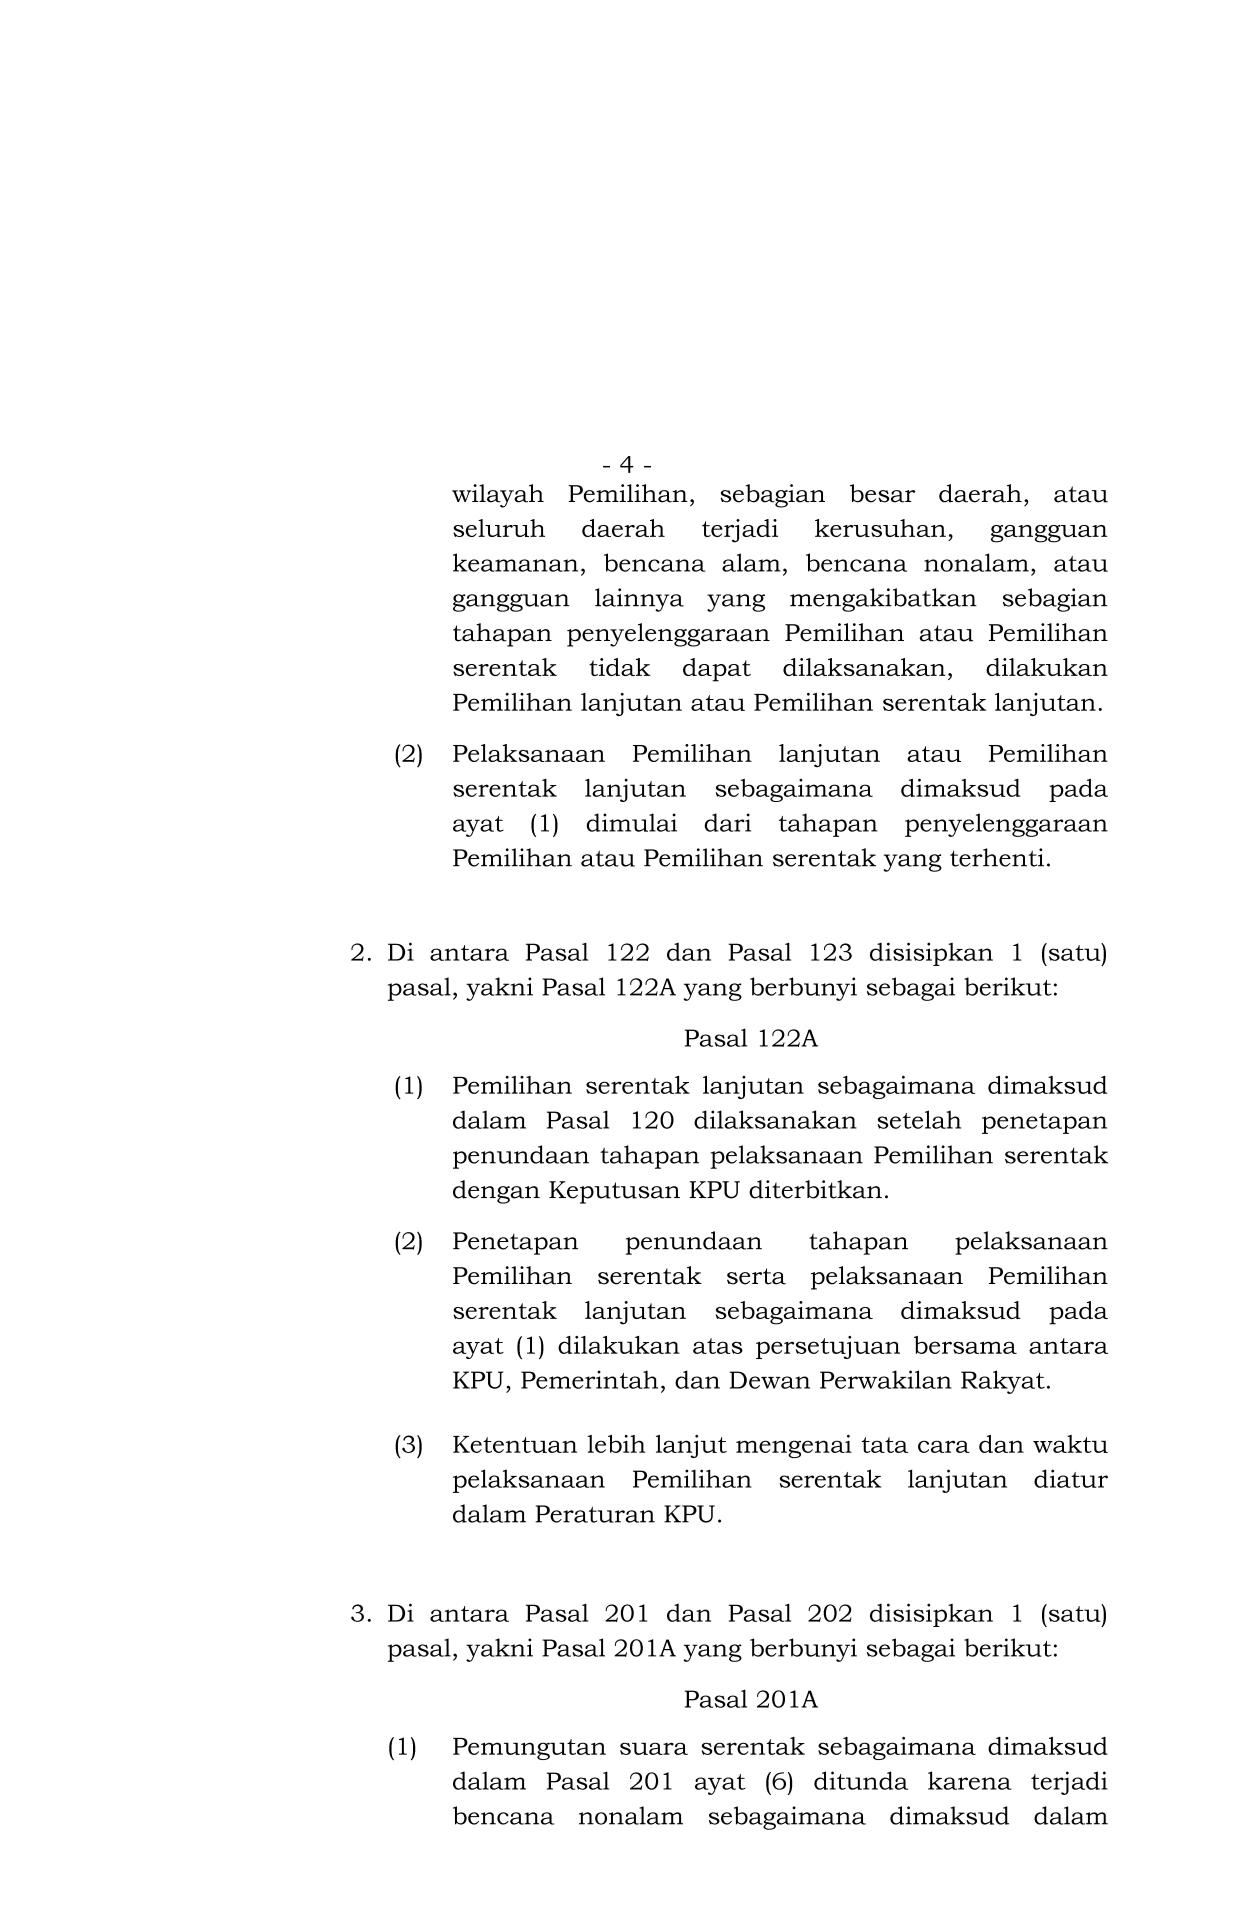 - 4 -
wilayah Pemilihan, sebagian besar daerah, atau
seluruh daerah terjadi kerusuhan, gangguan
keamanan, bencana alam, bencana nonalam, atau
gangguan lainnya yang mengakibatkan sebagian
tahapan penyelenggaraan Pemilihan atau Pemilihan
serentak tidak dapat dilaksanakan, dilakukan
Pemilihan lanjutan atau Pemilihan serentak lanjutan.
(2) Pelaksanaan Pemilihan lanjutan atau Pemilihan
serentak lanjutan sebagaimana dimaksud pada
ayat (1) dimulai dari tahapan penyelenggaraan
Pemilihan atau Pemilihan serentak yang terhenti.
2. Di antara Pasal 122 dan Pasal 123 disisipkan 1 (satu)
pasal, yakni Pasal 122A yang berbunyi sebagai berikut:
Pasal 122A
(1) Pemilihan serentak lanjutan sebagaimana dimaksud
dalam Pasal 120 dilaksanakan setelah penetapan
penundaan tahapan pelaksanaan Pemilihan serentak
dengan Keputusan KPU diterbitkan.
(2) Penetapan penundaan tahapan pelaksanaan
Pemilihan serentak serta pelaksanaan Pemilihan
serentak lanjutan sebagaimana dimaksud pada
ayat (1) dilakukan atas persetujuan bersama antara
KPU, Pemerintah, dan Dewan Perwakilan Rakyat.
(3) Ketentuan lebih lanjut mengenai tata cara dan waktu
pelaksanaan Pemilihan serentak lanjutan diatur
dalam Peraturan KPU.
3. Di antara Pasal 201 dan Pasal 202 disisipkan 1 (satu)
pasal, yakni Pasal 201A yang berbunyi sebagai berikut:
Pasal 201A
(1) Pemungutan suara serentak sebagaimana dimaksud
dalam Pasal 201 ayat (6) ditunda karena terjadi
bencana nonalam sebagaimana dimaksud dalam